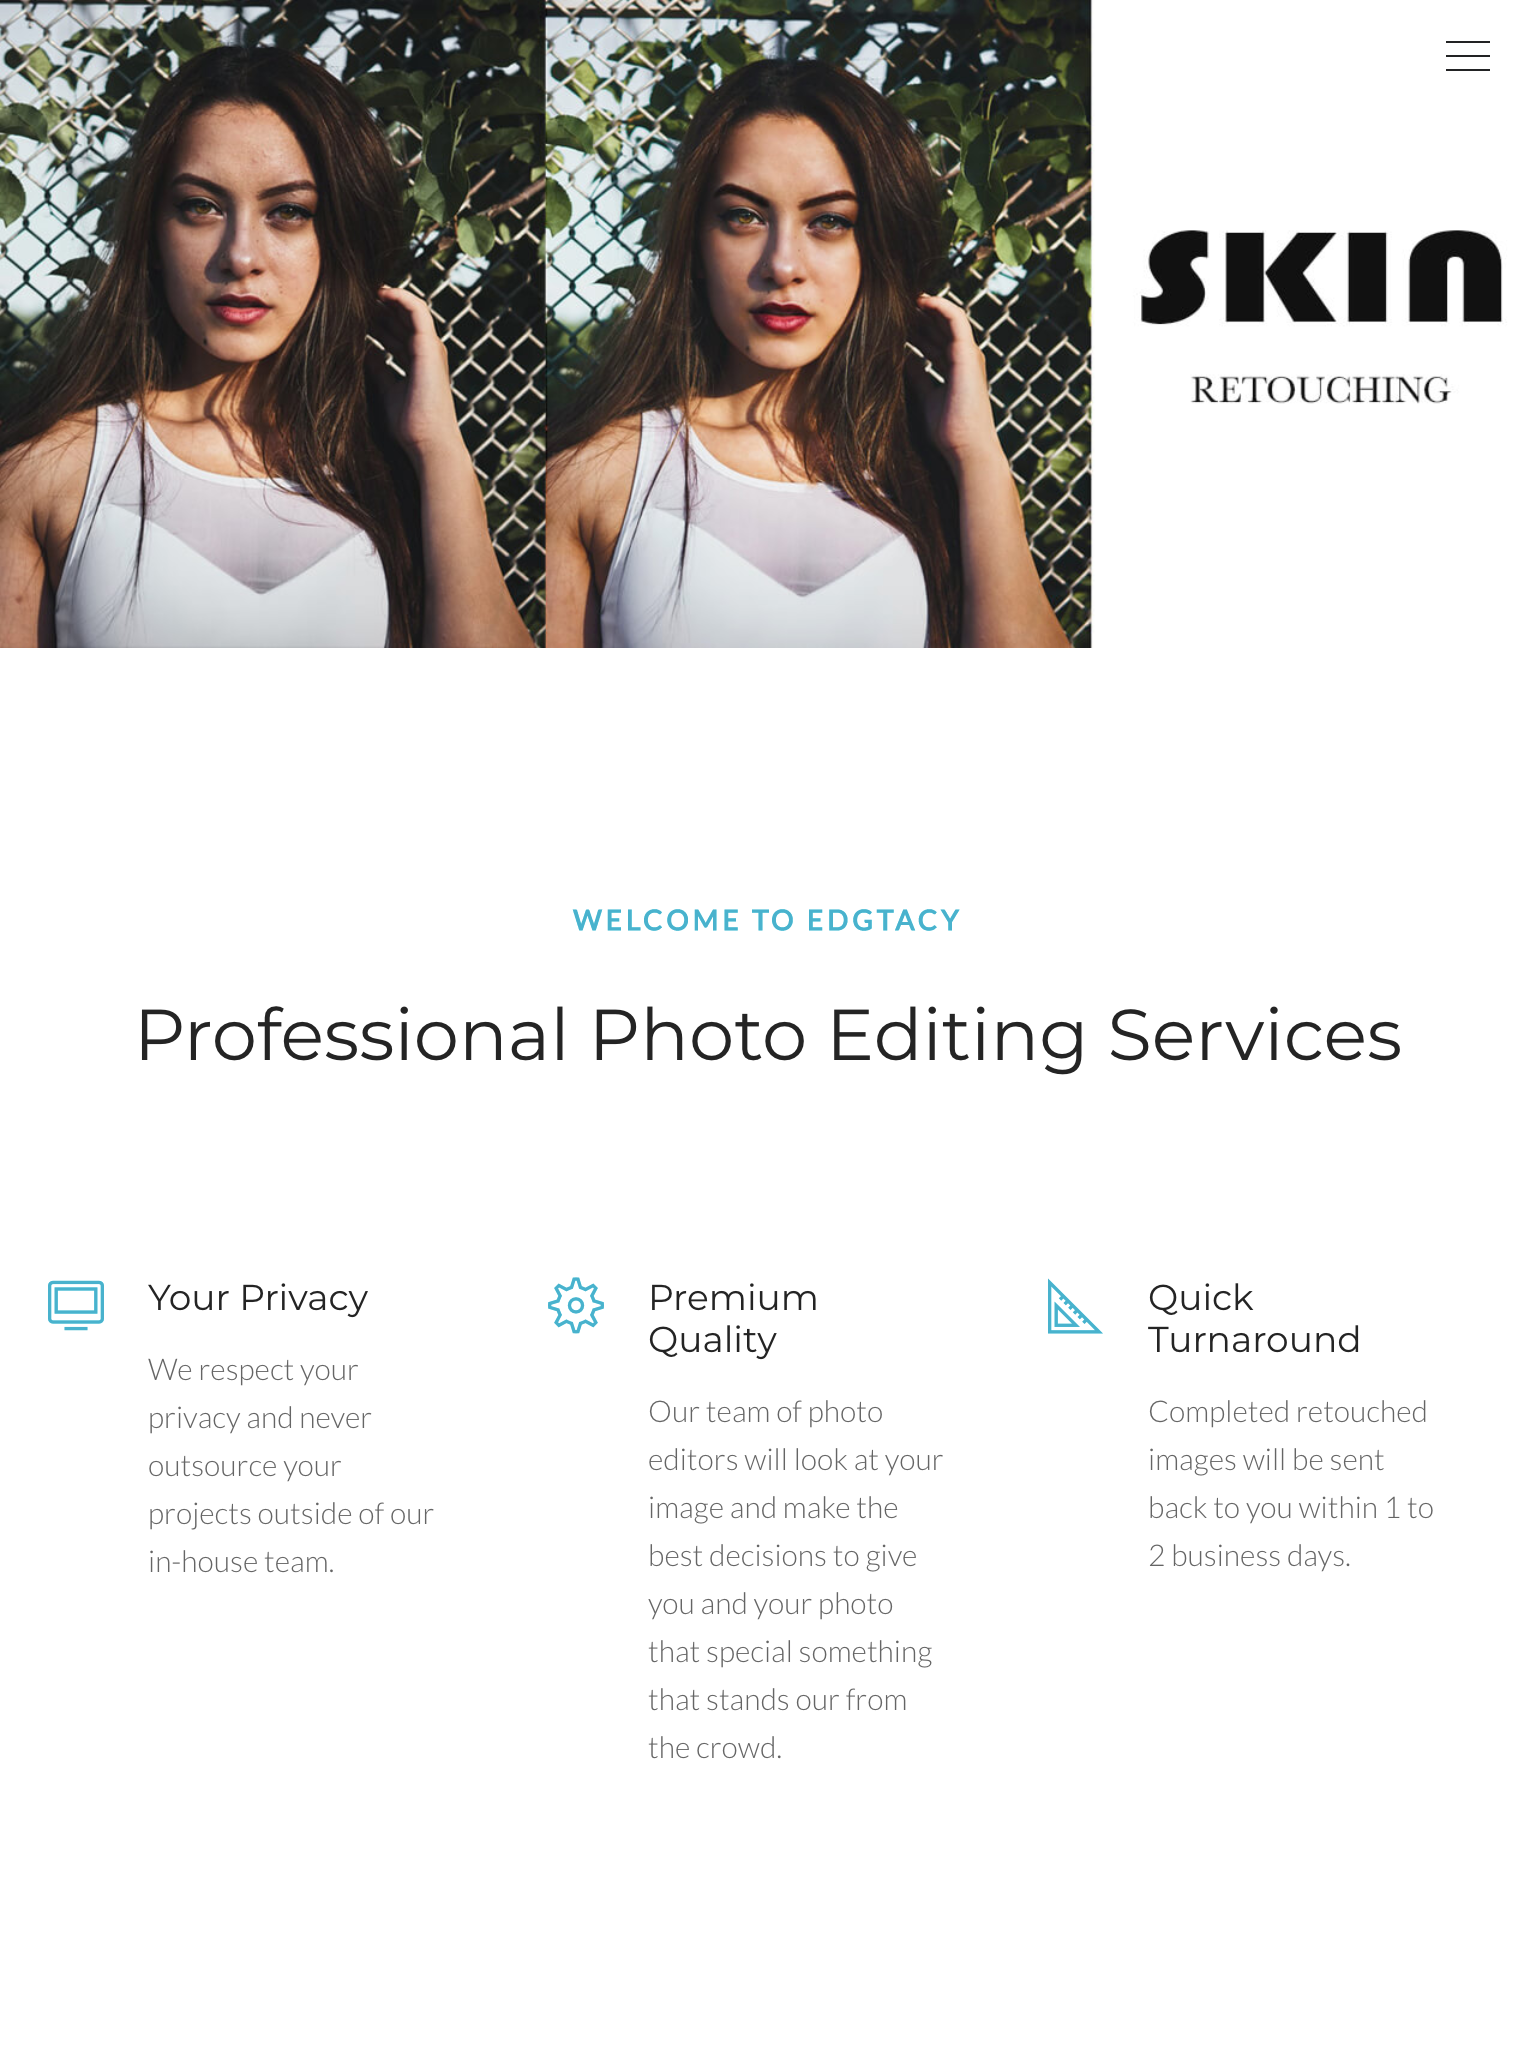 SKIN
RETOUCHING
WELCOME TO EDGTACY
Professional Photo Editing Services
Your Privacy
We respect your
privacy and never
outsource your
projects outside of our
in-house team.
Premium
Quality
Our team of photo
editors will look at your
image and make the
best decisions to give
you and your photo
that special something
that stands our from
the crowd.
Quick
Turnaround
Completed retouched
images will be sent
back to you within 1 to
2 business days.